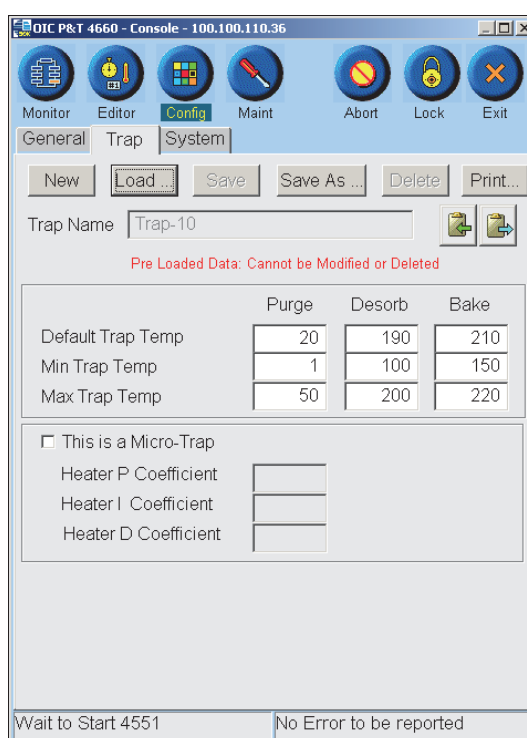 OIC P&T 4660 - Console - 100.100.110.36
#1
Monitor Editor Config Maint Abort Lock Exit
General Trap System
New Load ... Save Save As ... Delete Print...
Trap Name Trap-10
Pre Loaded Data: Cannot be Modified or Deleted
Purge Desorb Bake
Default Trap Temp 20 190 210
Min Trap Temp 1 100 150
Max Trap Temp 50 200 220
This is a Micro-Trap
Heater P Coefficient
Heater I Coefficient
Heater D Coefficient
Wait to Start 4551 No Error to be reported